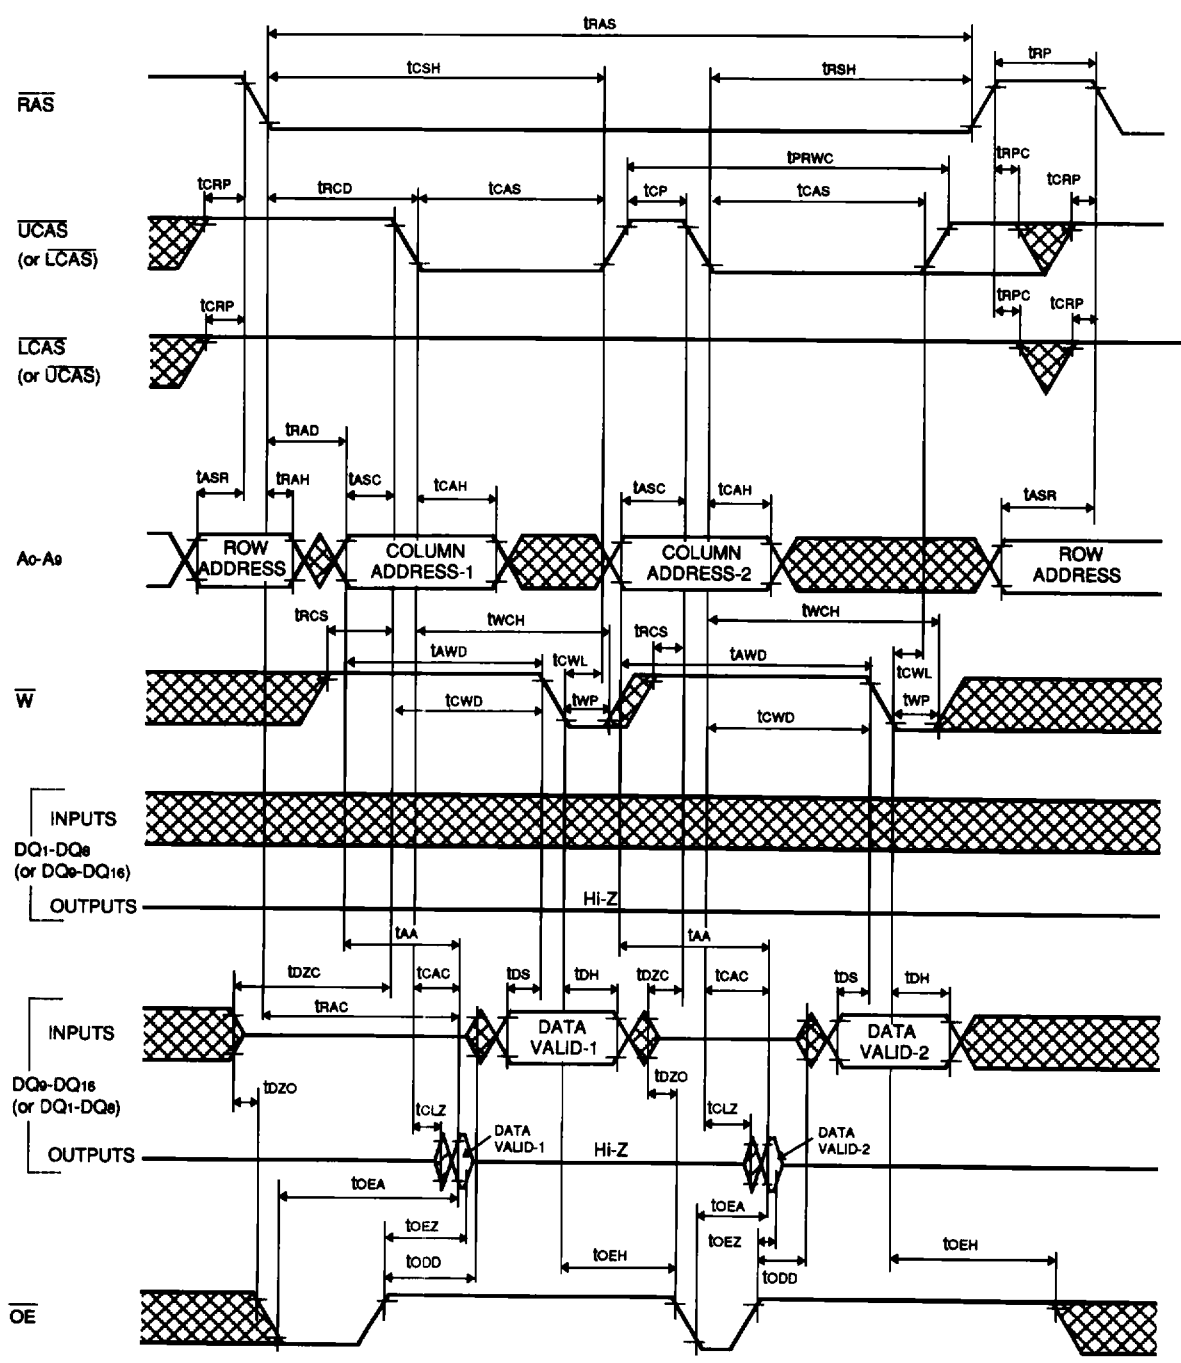 tRAS
tCSH
tRSH
tRP
RAS
tPRWC
tRPC
tCRP
tRCD
tCAS
tCP
tCAS
tCRP
UCAS
(or LCAS)
tCRP
tRPC
tCRP
LCAS
(or UCAS)
tRAD
tASR
tRAH
tASC
tCAH
tASC
tCAH
tASR
A0-A9
ROW
ADDRESS
COLUMN
ADDRESS-1
COLUMN
ADDRESS-2
ROW
ADDRESS
tRCS
tWCH
tRCS
tWCH
tAWD
tCWL
tAWD
tCWL
W
tCWD
tWP
tCWD
tWP
INPUTS
DQ1-DQ8
(or DQ9-DQ16)
OUTPUTS
Hi-Z
tAA
tAA
tDZC
tCAC
tDS
tDH
tDZC
tCAC
tDS
tDH
tRAC
INPUTS
DATA
VALID-1
DATA
VALID-2
DQ9-DQ16
(or DQ1-DQ8)
tDZO
tDZO
tCLZ
tCLZ
OUTPUTS
DATA
VALID-1
Hi-Z
DATA
VALID-2
tOEA
tOEA
tOEZ
tOEZ
tODD
tOEH
tODD
tOEH
OE